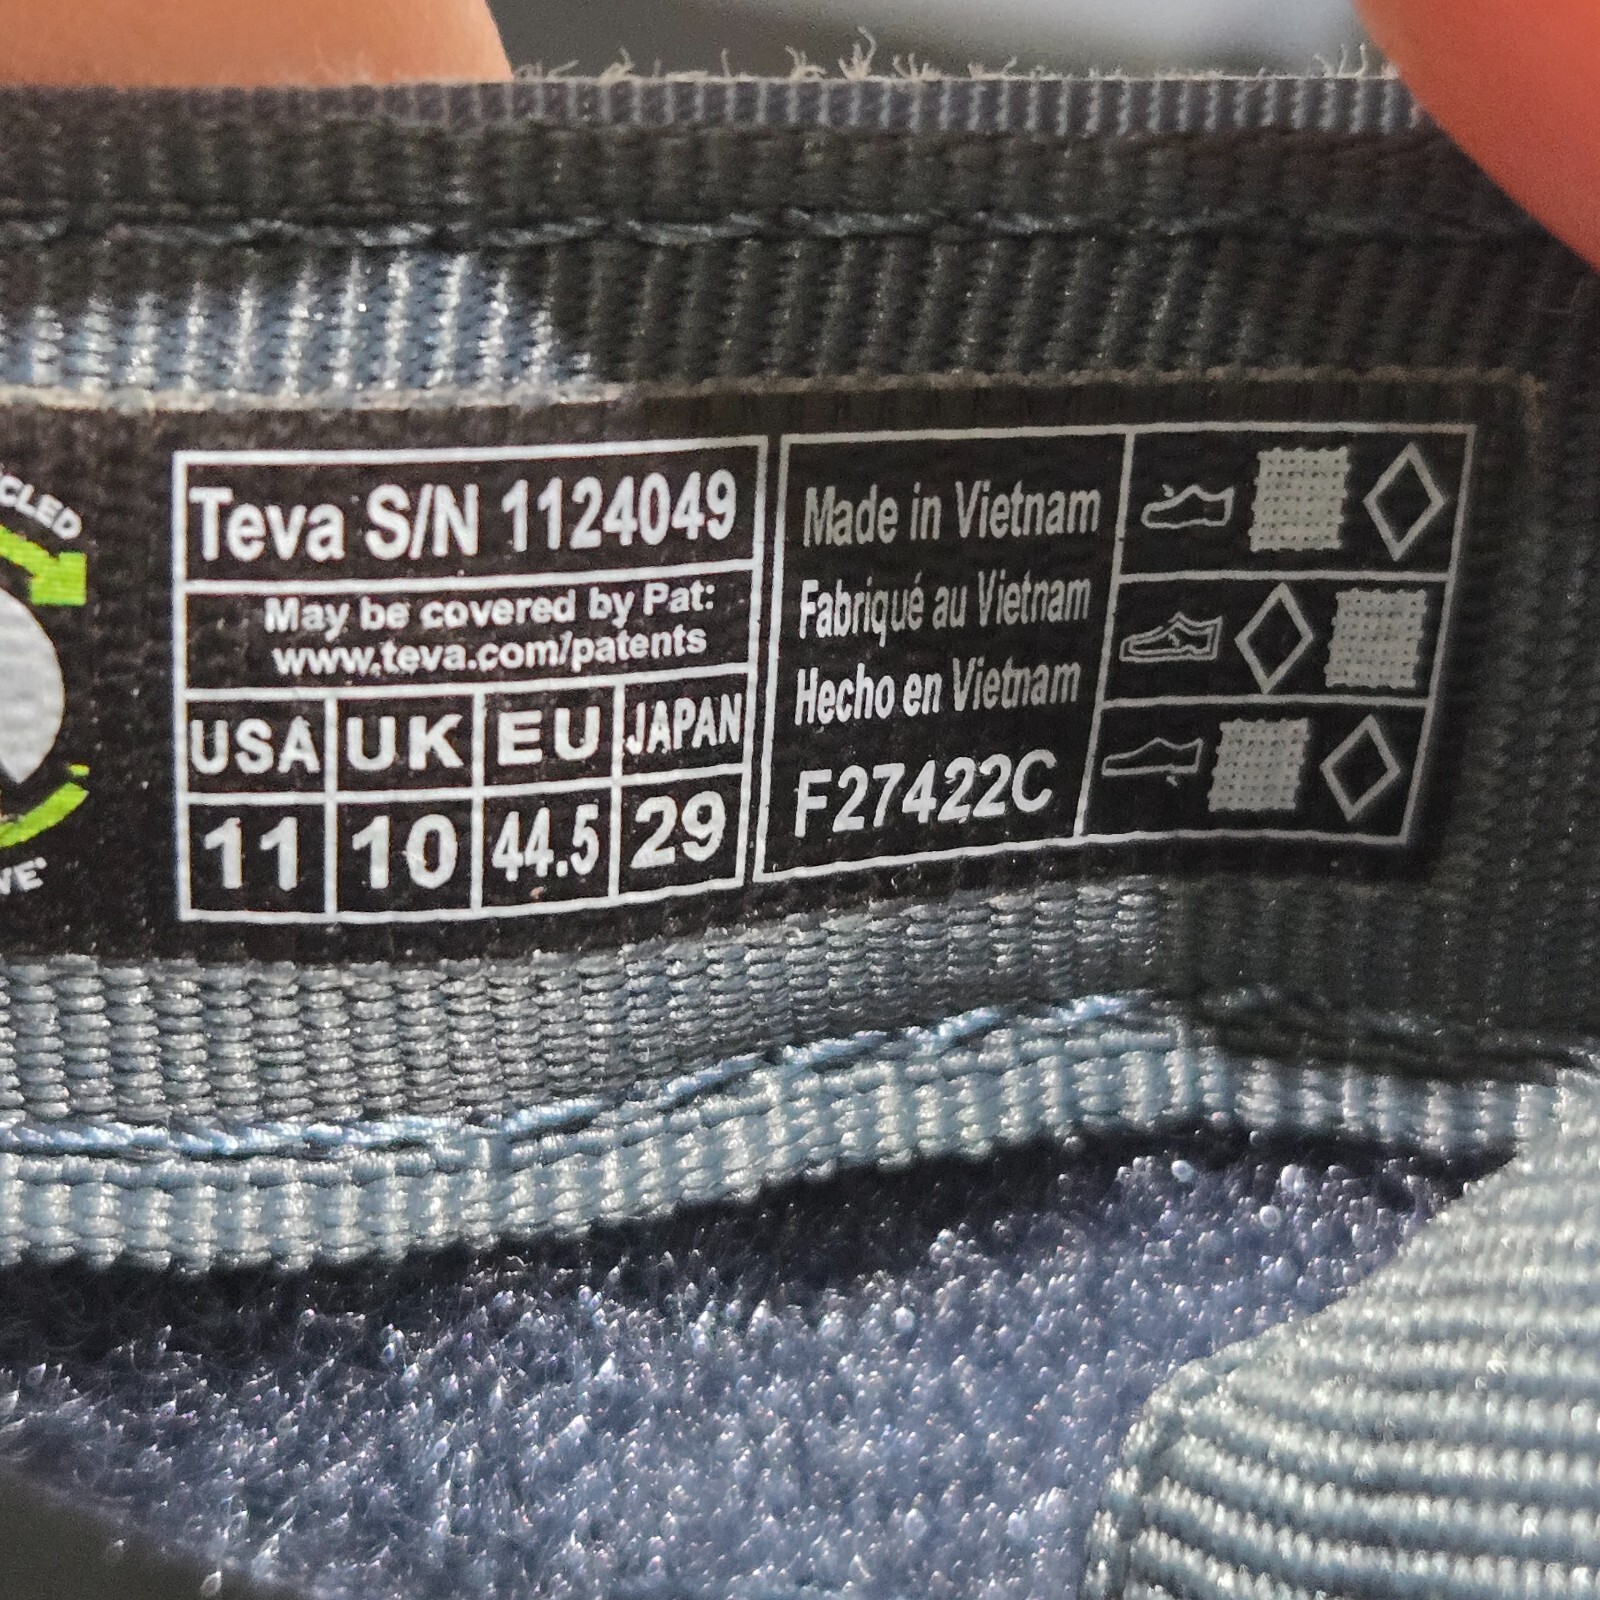 Teva S/N 1124049
May be covered by Pat:
www.teva.com/patents
USA UK EU JAPAN
11 10 44.5 29
Made in Vietnam
Fabriqué au Vietnam
Hecho en Vietnam
F27422C